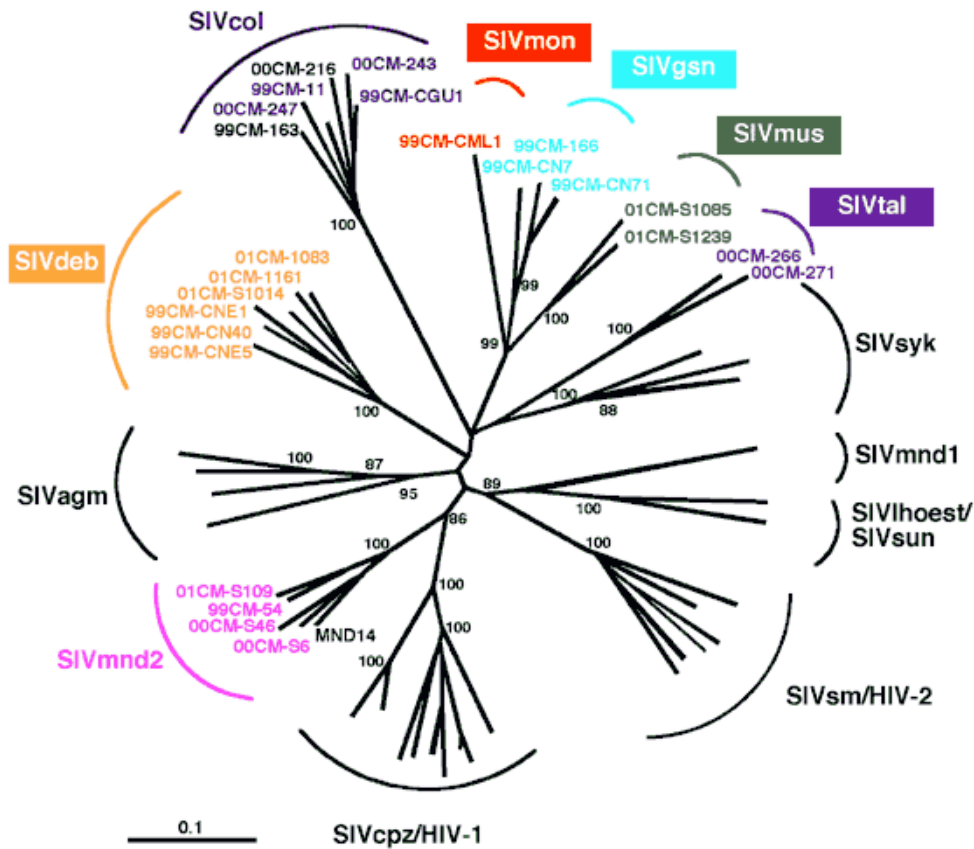 SIVcol
SIVmon
SIVgsn
SIVmus
SIVtal
00CM-216
00CM-243
99CM-11
99CM-CGU1
00CM-247
99CM-163
99CM-CML1
99CM-166
99CM-CN7
99CM-CN71
01CM-S1085
01CM-S1239
00CM-266
00CM-271
100
SIVdeb
01CM-1083
01CM-1161
01CM-S1014
99CM-CNE1
99CM-CN40
99CM-CNE5
99
100
99
100
SIVsyk
100
100
88
SIVagm
100
87
95
89
SIVmnd1
100
SIVlhoest/
SIVsun
86
100
100
01CM-S109
99CM-54
00CM-S46
00CM-S6
MND14
SIVmnd2
100
100
100
SIVsm/HIV-2
0.1
SIVcpz/HIV-1